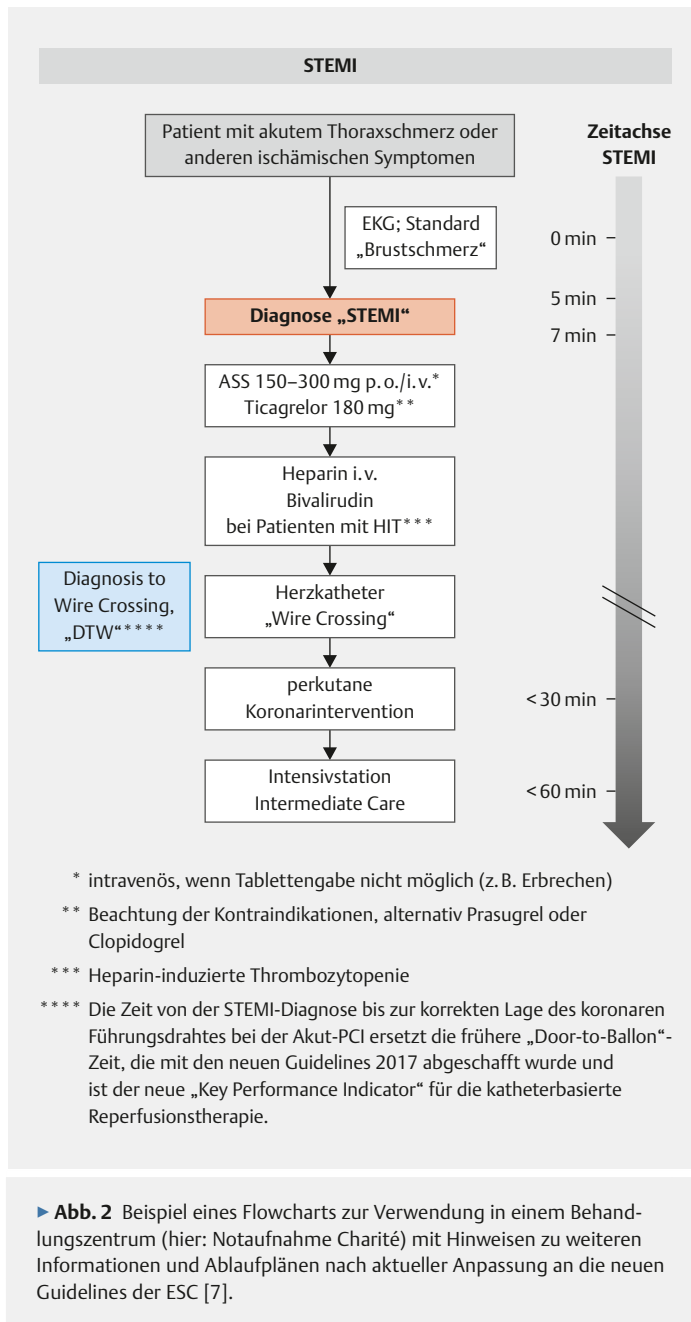 STEMI
Patient mit akutem Thoraxschmerz oder
anderen ischämischen Symptomen
Zeitachse
STEMI
EKG; Standard
„Brustschmerz“
0 min
Diagnose „STEMI“
5 min
7 min
ASS 150–300 mg p. o./i. v.*
Ticagrelor 180 mg**
Heparin i. v.
Bivalirudin
bei Patienten mit HIT***
Diagnosis to
Wire Crossing,
„DTW“****
Herzkatheter
„Wire Crossing“
perkutane
Koronarintervention
< 30 min
Intensivstation
Intermediate Care
< 60 min
* intravenös, wenn Tablettengabe nicht möglich (z. B. Erbrechen)
** Beachtung der Kontraindikationen, alternativ Prasugrel oder
Clopidogrel
*** Heparin-induzierte Thrombozytopenie
**** Die Zeit von der STEMI-Diagnose bis zur korrekten Lage des koronaren
Führungsdrahtes bei der Akut-PCI ersetzt die frühere „Door-to-Ballon“-
Zeit, die mit den neuen Guidelines 2017 abgeschafft wurde und
ist der neue „Key Performance Indicator“ für die katheterbasierte
Reperfusionstherapie.
▶ Abb. 2 Beispiel eines Flowcharts zur Verwendung in einem Behand-
lungszentrum (hier: Notaufnahme Charité) mit Hinweisen zu weiteren
Informationen und Ablaufplänen nach aktueller Anpassung an die neuen
Guidelines der ESC [7].